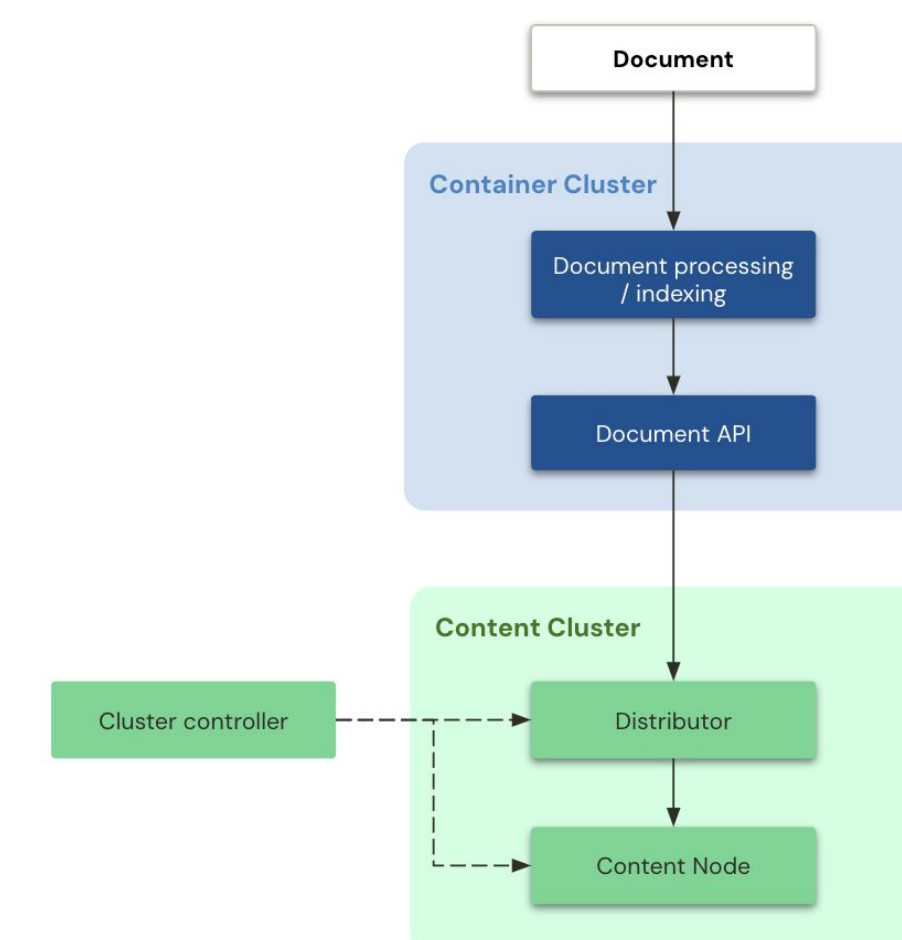 Document
Container Cluster
Document processing
/ indexing
Document API
Content Cluster
Cluster controller
Distributor
Content Node